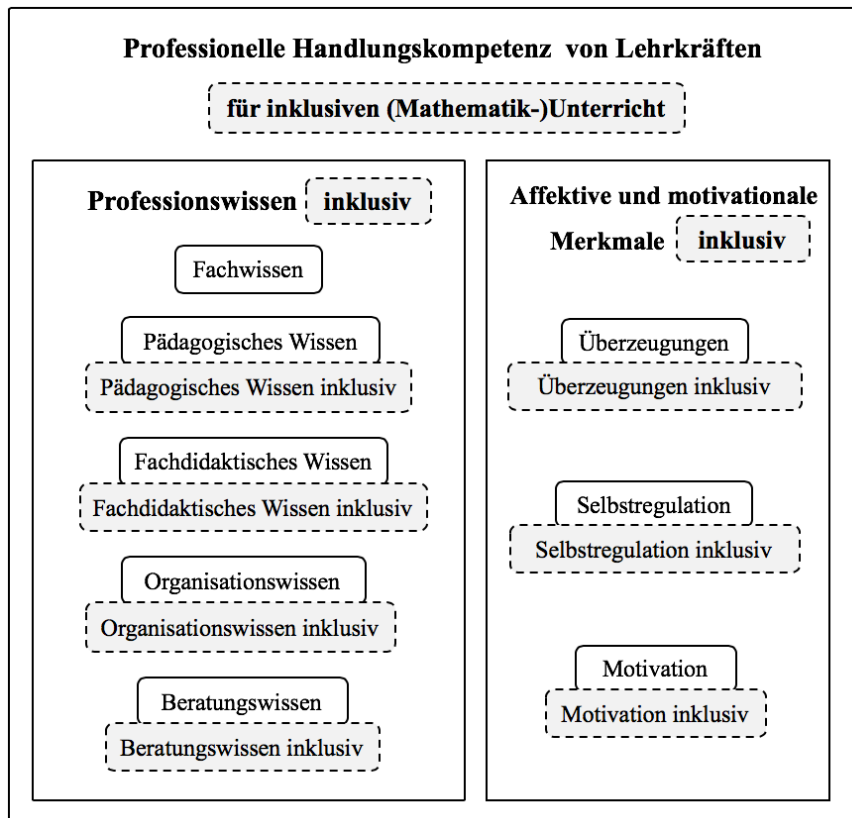 Professionelle Handlungskompetenz von Lehrkräften
für inklusiven (Mathematik-)Unterricht
Professionswissen inklusiv
Fachwissen
Pädagogisches Wissen
Pädagogisches Wissen inklusiv
Fachdidaktisches Wissen
Fachdidaktisches Wissen inklusiv
Organisationswissen
Organisationswissen inklusiv
Beratungswissen
Beratungswissen inklusiv
Affektive und motivationale
Merkmale inklusiv
Überzeugungen
Überzeugungen inklusiv
Selbstregulation
Selbstregulation inklusiv
Motivation
Motivation inklusiv